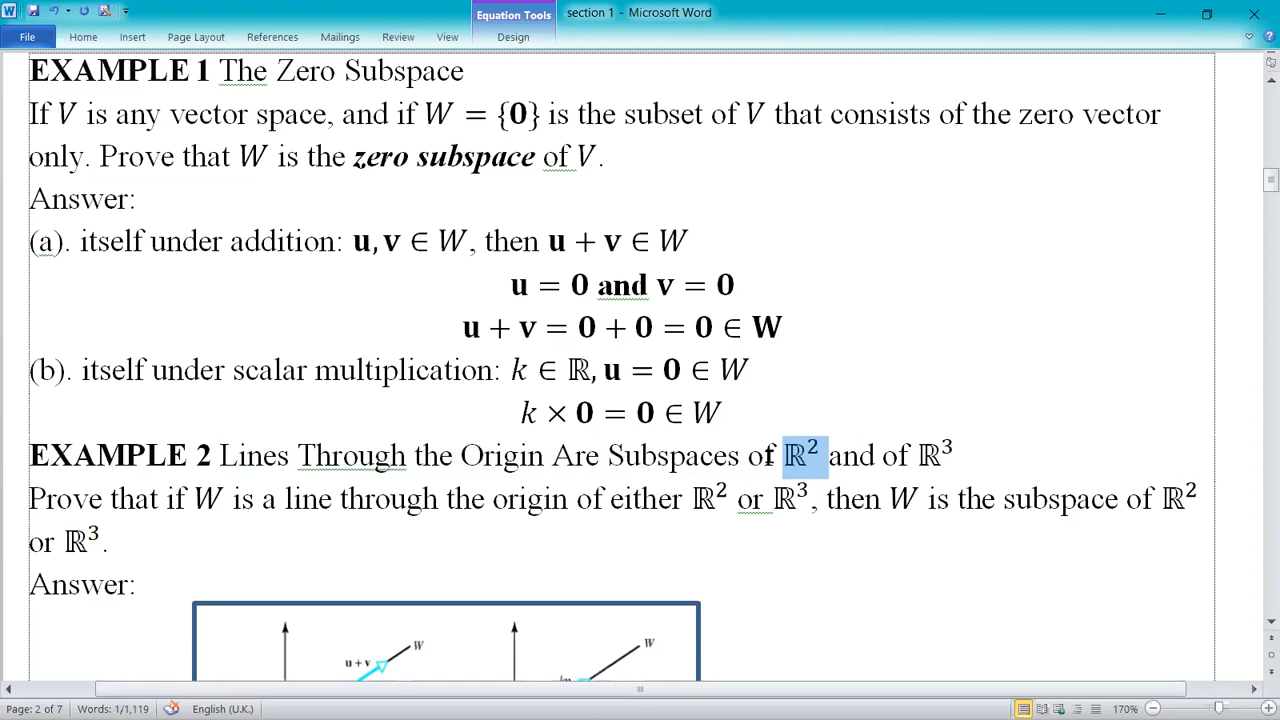 Equation Tools
section 1 - Microsoft Word
File Home Insert Page Layout References Mailings Review View Design
EXAMPLE 1 The Zero Subspace
If V is any vector space, and if W = {0} is the subset of V that consists of the zero vector
only. Prove that W is the zero subspace of V.
Answer:
(a). itself under addition: u, v ∈ W, then u + v ∈ W
u = 0 and v = 0
u + v = 0 + 0 = 0 ∈ W
(b). itself under scalar multiplication: k ∈ ℝ, u = 0 ∈ W
k × 0 = 0 ∈ W
EXAMPLE 2 Lines Through the Origin Are Subspaces of ℝ² and of ℝ³
Prove that if W is a line through the origin of either ℝ² or ℝ³, then W is the subspace of ℝ²
or ℝ³.
Answer:
W W
u + v
Page: 2 of 7 Words: 1/1,119 English (U.K.) 170%